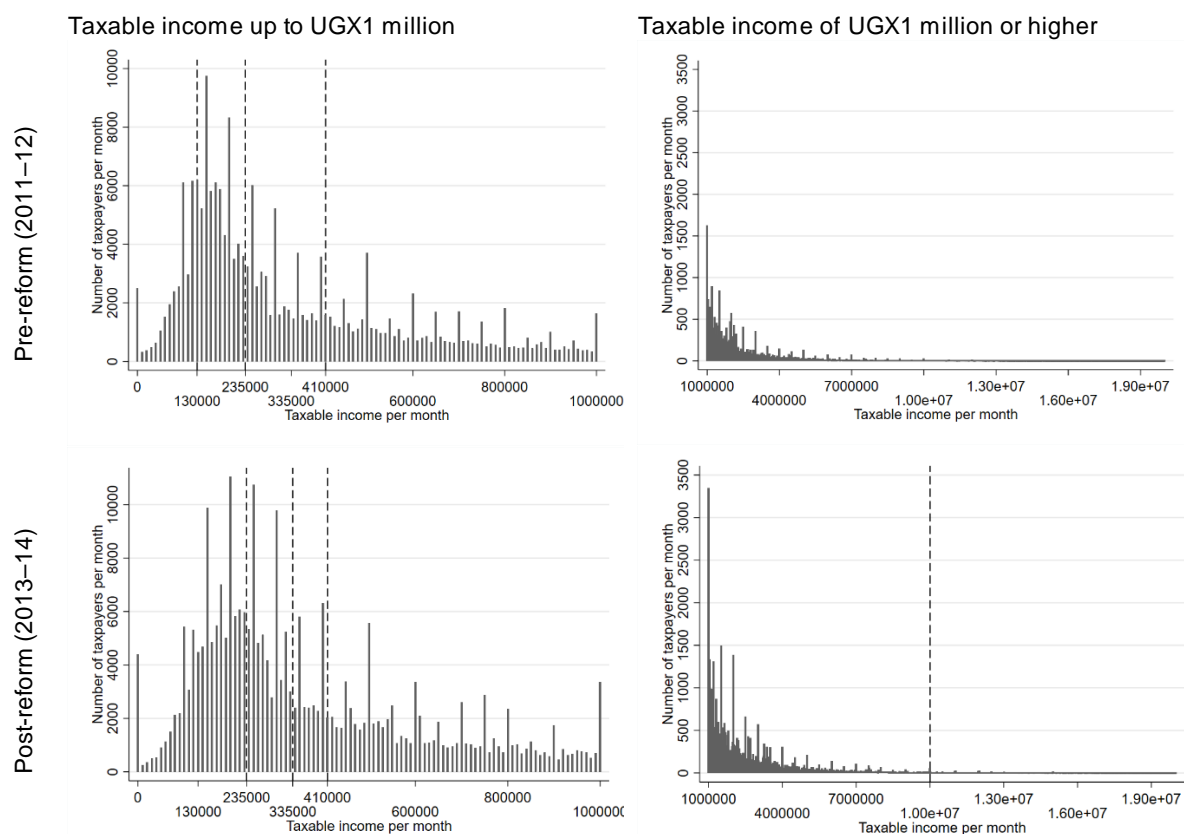 Taxable income up to UGX1 million
Taxable income of UGX1 million or higher
Pre-reform (2011–12)
Number of taxpayers per month
10000
8000
6000
4000
2000
0
0 235000 410000 600000 800000 1000000
130000 335000
Taxable income per month
Number of taxpayers per month
3500
3000
2500
2000
1500
1000
500
0
1000000 7000000 1.30e+07 1.90e+07
4000000 1.00e+07 1.6e+07
Taxable income per month
Post-reform (2013–14)
Number of taxpayers per month
10000
8000
6000
4000
2000
0
0 130000 235000 410000 600000 800000 1000000
335000
Taxable income per month
Number of taxpayers per month
3500
3000
2500
2000
1500
1000
500
0
1000000 7000000 1.30e+07 1.90e+07
4000000 1.00e+07 1.60e+07
Taxable income per month